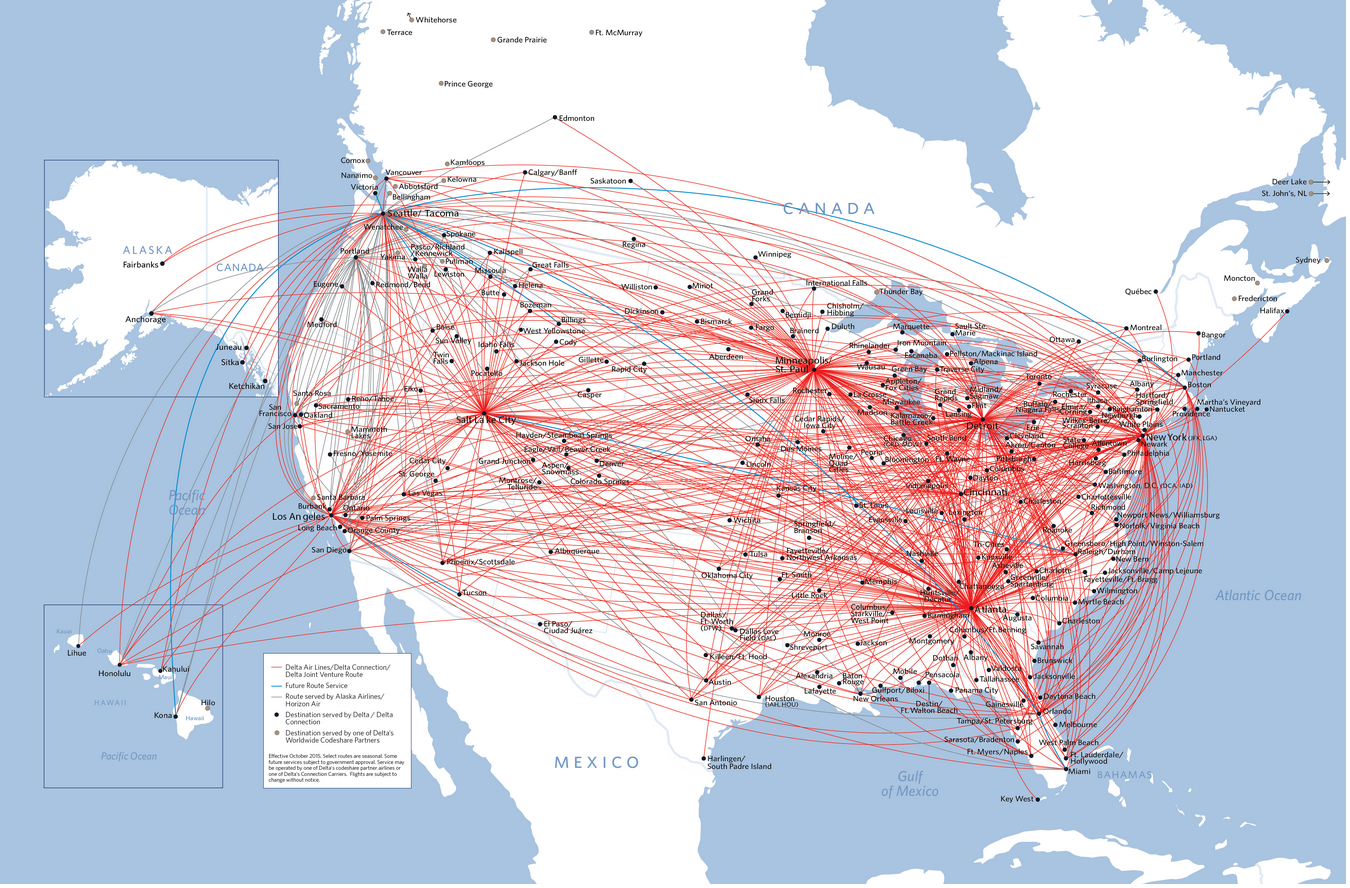 Whitehorse
Terrace
Grande Prairie
Ft. McMurray
Prince George
Edmonton
Comox
Kamloops
Nanaimo
Vancouver
Calgary/Banff
Saskatoon
Kelowna
Victoria
Abbotsford
Bellingham
Deer Lake
St. John's, NL
CANADA
Seattle/ Tacoma
Wenatchee
Spokane
Regina
Winnipeg
ALASKA
CANADA
Fairbanks
Portland
Yakima
Pasco/Richland
/Kennewick
Pullman
Kalispell
Walla
Walla
Lewiston
Missoula
Great Falls
Sydney
Moncton
Eugene
Redmond/Bend
Butte
Helena
Williston
Minot
Grand
Forks
International Falls
Thunder Bay
Québec
Fredericton
Halifax
Anchorage
Medford
Bozeman
Billings
West Yellowstone
Dickinson
Bismarck
Fargo
Bemidji
Brainerd
Chisholm/
Hibbing
Duluth
Marquette
Sault Ste.
Marie
Montreal
Ottawa
Bangor
Juneau
Sitka
Ketchikan
Boise
Sun Valley
Twin
Falls
Idaho Falls
Cody
Jackson Hole
Gillette
Rapid City
Aberdeen
Pocatello
Minneapolis/
St. Paul
Rhinelander
Iron Mountain
Escanaba
Pellston/Mackinac Island
Wausau
Green Bay
Alpena
Traverse City
Toronto
Burlington
Portland
Manchester
Boston
Elko
Casper
Sioux Falls
Rochester
La Crosse
Appleton/
Fox Cities
Grand
Rapids
Midland/
Saginaw
Flint
Syracuse
Rochester
Albany
Hartford/
Springfield
Martha's Vineyard
Nantucket
Providence
Santa Rosa
San
Francisco
Sacramento
Oakland
Reno/Tahoe
San Jose
Mammoth
Lakes
Salt Lake City
Madison
Milwaukee
Kalamazoo/
Battle Creek
Lansing
Detroit
Buffalo/
Niagara Falls
Elmira/
Corning
Ithaca
Binghamton
Newburgh
Wilkes-Barre/
Scranton
White Plains
New York (JFK, LGA)
Newark
Erie
Cleveland
Akron/Canton
State
College
Allentown
Philadelphia
Fresno/Yosemite
Hayden/Steamboat Springs
Eagle/Vail/Beaver Creek
Cedar City
St. George
Grand Junction
Aspen/
Snowmass
Denver
Colorado Springs
Montrose/
Telluride
Omaha
Lincoln
Des Moines
Cedar Rapids/
Iowa City
Moline/
Quad
Cities
Peoria
Bloomington
South Bend
Ft. Wayne
Pittsburgh
Harrisburg
Baltimore
Washington, D.C. (DCA, IAD)
Columbus
Dayton
Indianapolis
Cincinnati
Las Vegas
Santa Barbara
Burbank
Ontario
Los Angeles
Palm Springs
Long Beach
Orange County
San Diego
Kansas City
St. Louis
Evansville
Louisville
Lexington
Charleston
Charlottesville
Richmond
Newport News/Williamsburg
Norfolk/Virginia Beach
Roanoke
Pacific
Ocean
Phoenix/Scottsdale
Tucson
Albuquerque
Wichita
Springfield/
Branson
Tulsa
Oklahoma City
Fayetteville/
Northwest Arkansas
Ft. Smith
Little Rock
Memphis
Nashville
Tri-Cities
Knoxville
Asheville
Greensboro/High Point/Winston-Salem
Raleigh/Durham
New Bern
Charlotte
Greenville/
Spartanburg
Jacksonville/Camp Lejeune
Fayetteville/Ft. Bragg
Wilmington
Myrtle Beach
Columbia
Chattanooga
Huntsville/
Decatur
Atlantic Ocean
Atlanta
Augusta
Charleston
El Paso/
Ciudad Juárez
Dallas/
Ft. Worth
(DFW)
Dallas Love
Field (DAL)
Columbus/
Starkville/
West Point
Birmingham
Columbus/Ft. Benning
Monroe
Shreveport
Jackson
Montgomery
Savannah
Killeen/Ft. Hood
Dothan
Albany
Valdosta
Brunswick
Jacksonville
Austin
San Antonio
Houston
(IAH, HOU)
Alexandria
Lafayette
Baton
Rouge
New Orleans
Mobile
Gulfport/Biloxi
Pensacola
Destin/
Ft. Walton Beach
Tallahassee
Panama City
Gainesville
Daytona Beach
Orlando
Melbourne
Tampa/St. Petersburg
Sarasota/Bradenton
Ft. Myers/Naples
West Palm Beach
Ft. Lauderdale/
Hollywood
Miami
BAHAMAS
Key West
Harlingen/
South Padre Island
Gulf
of Mexico
MEXICO
Kauai
Lihue
Oahu
Honolulu
Kahului
Maui
HAWAII
Hilo
Kona
Hawaii
Pacific Ocean
Delta Air Lines/Delta Connection/
Delta Joint Venture Route
Future Route Service
Route served by Alaska Airlines/
Horizon Air
Destination served by Delta / Delta
Connection
Destination served by one of Delta's
Worldwide Codeshare Partners
Effective October 2015. Select routes are seasonal. Some
future services subject to government approval. Service may
be operated by one of Delta's codeshare partner airlines or
one of Delta's Connection Carriers. Flights are subject to
change without notice.